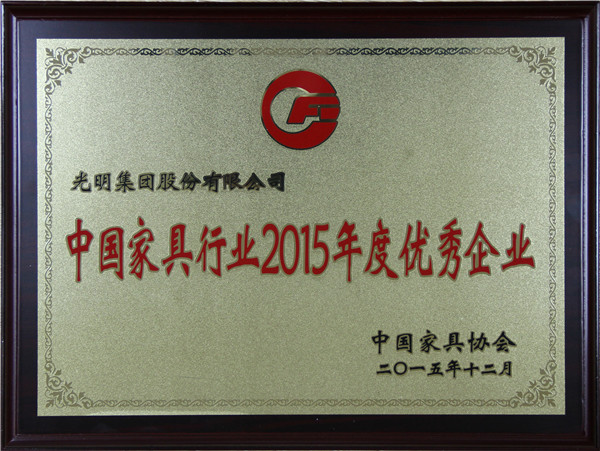 光明集团股份有限公司
中国家具行业2015年度优秀企业
中国家具协会
二〇一五年十二月